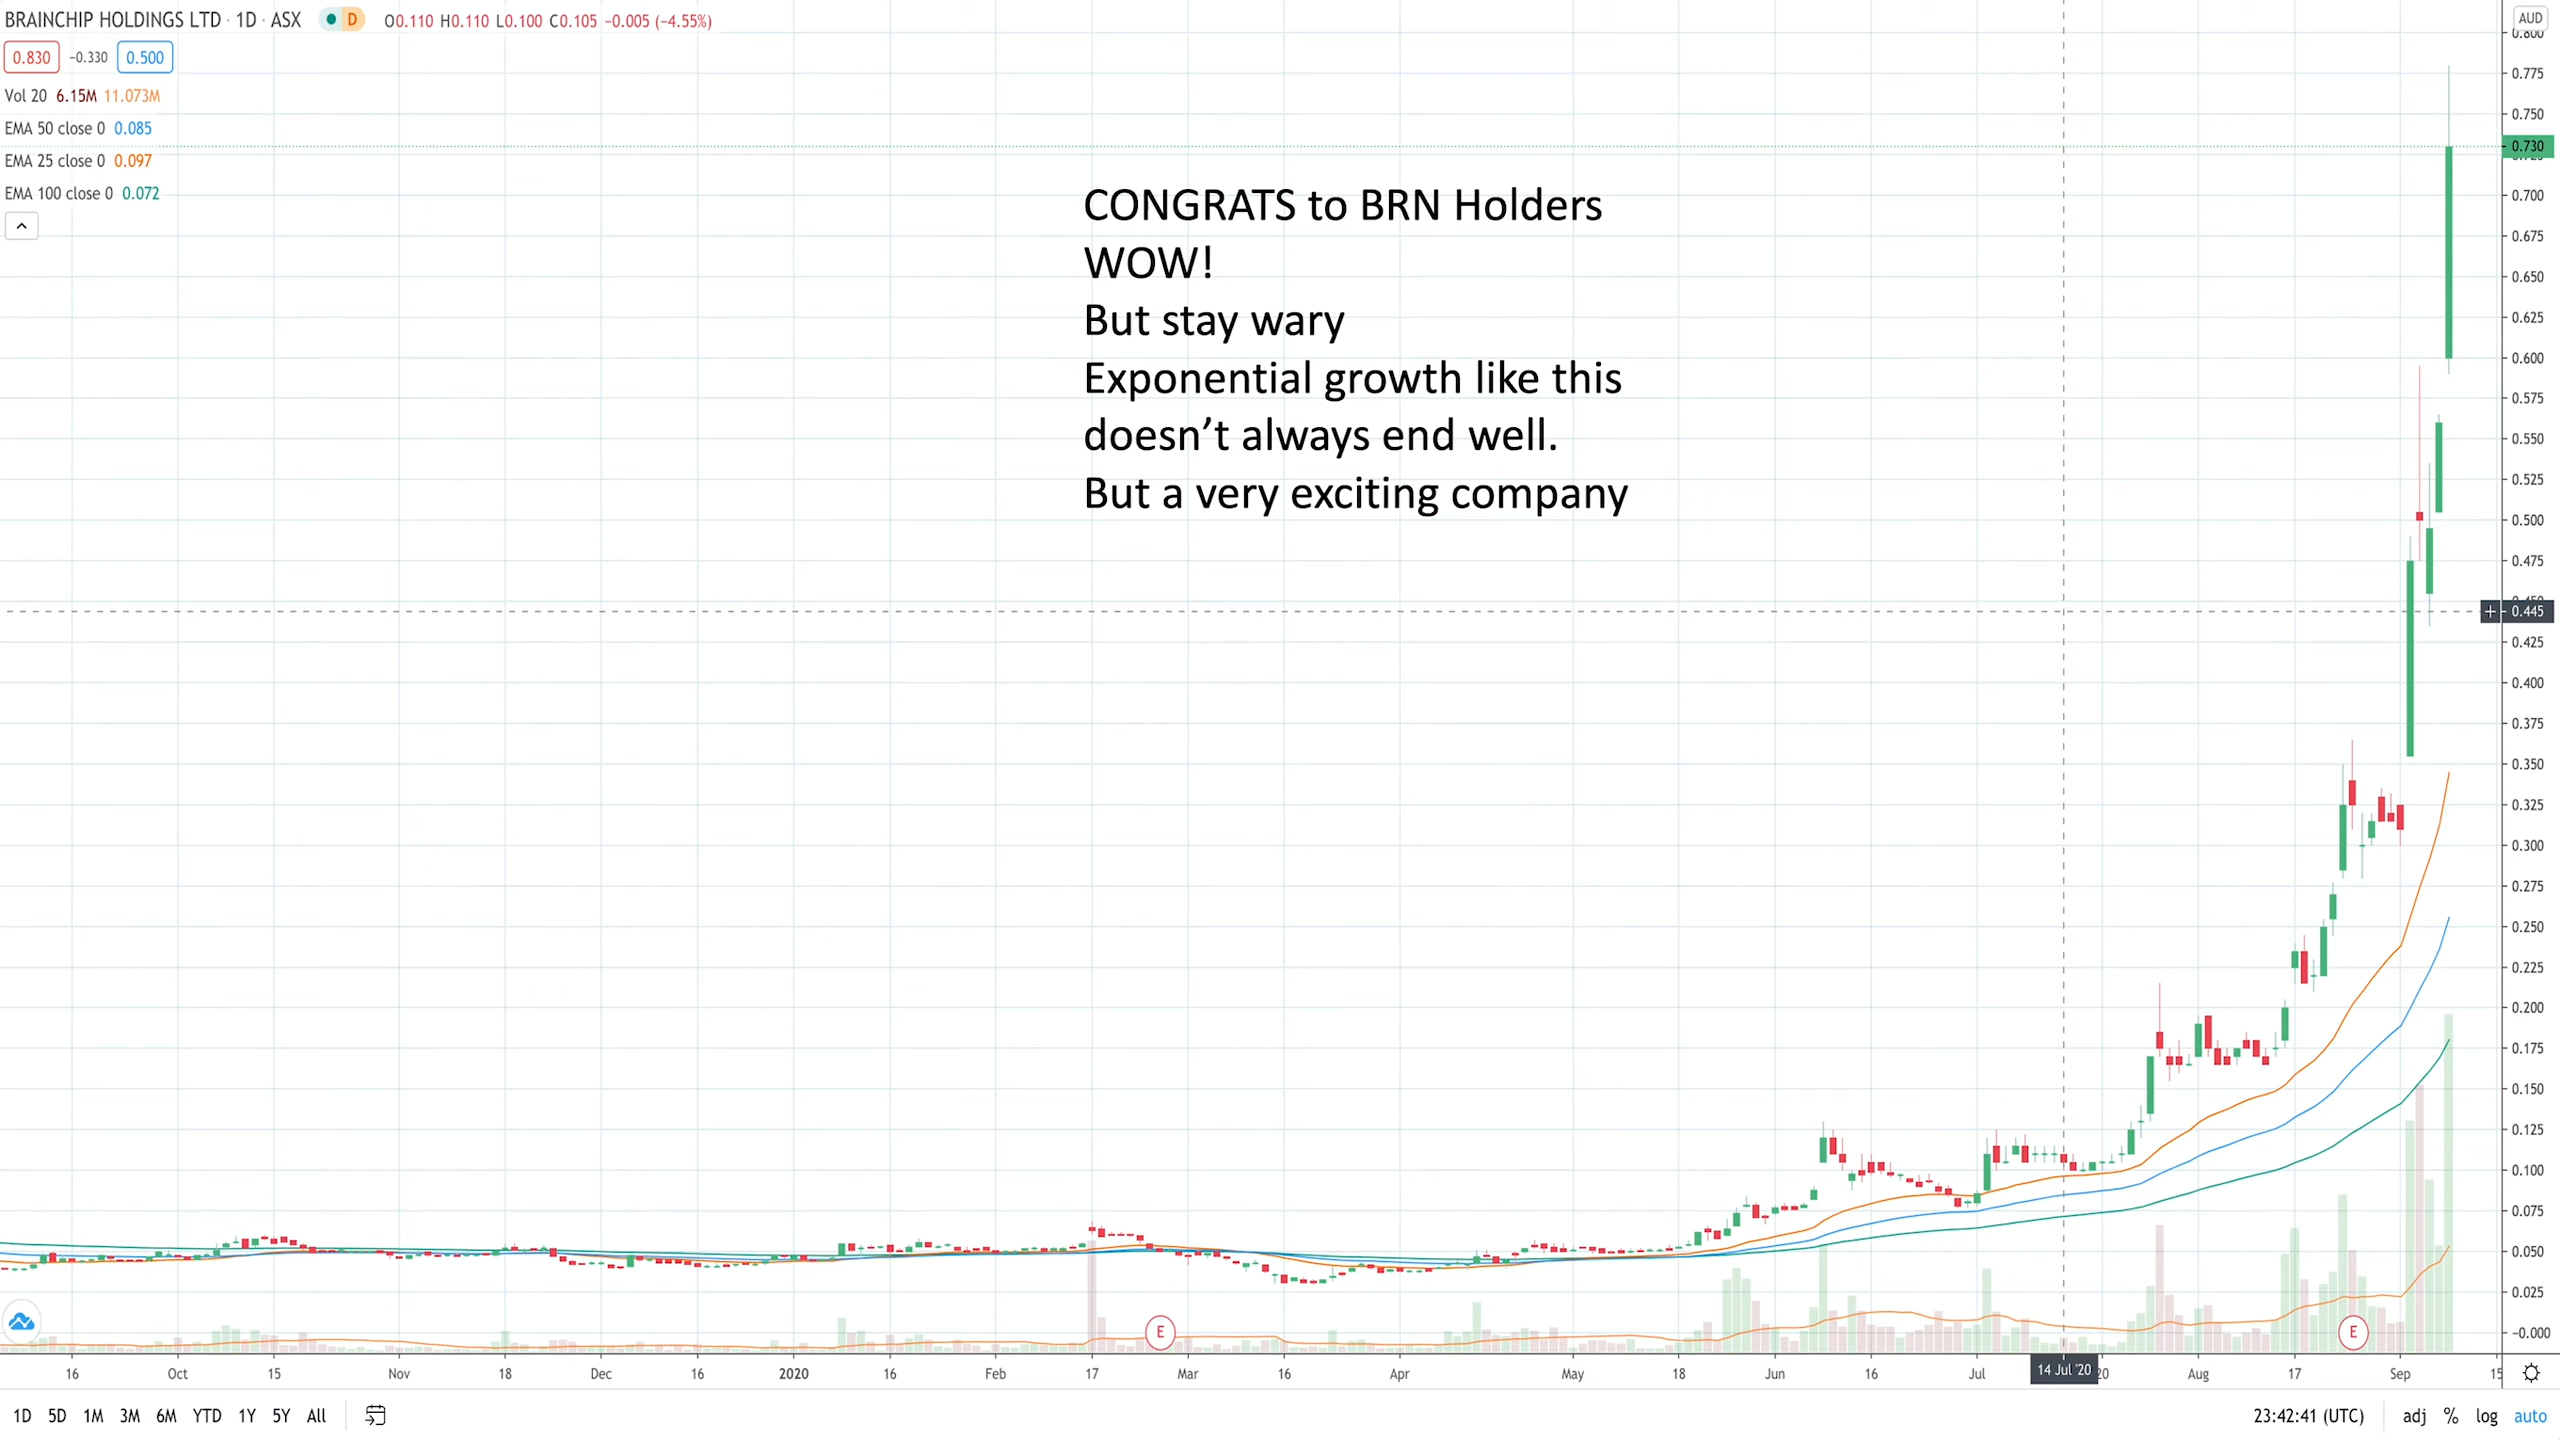 BRAINCHIP HOLDINGS LTD · 1D · ASX D O0.110 H0.110 L0.100 C0.105 −0.005 (−4.55%)
0.830 −0.330 0.500
Vol 20 6.15M 11.073M
EMA 50 close 0 0.085
EMA 25 close 0 0.097
EMA 100 close 0 0.072
CONGRATS to BRN Holders
WOW!
But stay wary
Exponential growth like this
doesn’t always end well.
But a very exciting company
AUD
0.800
0.775
0.750
0.730
0.700
0.675
0.650
0.625
0.600
0.575
0.550
0.525
0.500
0.475
0.445
0.425
0.400
0.375
0.350
0.325
0.300
0.275
0.250
0.225
0.200
0.175
0.150
0.125
0.100
0.075
0.050
0.025
−0.000
E E
16 Oct 15 Nov 18 Dec 16 2020 16 Feb 17 Mar 16 Apr May 18 Jun 16 Jul 14 Jul '20 20 Aug 17 Sep 15
1D 5D 1M 3M 6M YTD 1Y 5Y All 23:42:41 (UTC) adj % log auto